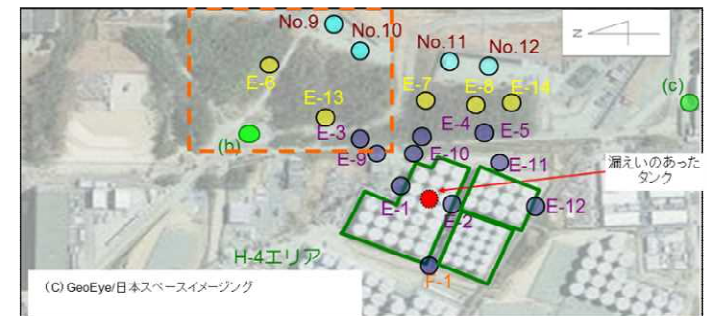 No.9
No.10
No.11
No.12
z
E-6
E-7
E-8
E-14
(c)
E-13
E-3
E-4
E-5
(b)
E-9
E-10
E-11
漏えいのあった
タンク
E-1
E-2
E-12
H-4エリア
F-1
(C) GeoEye/日本スペースイメージング